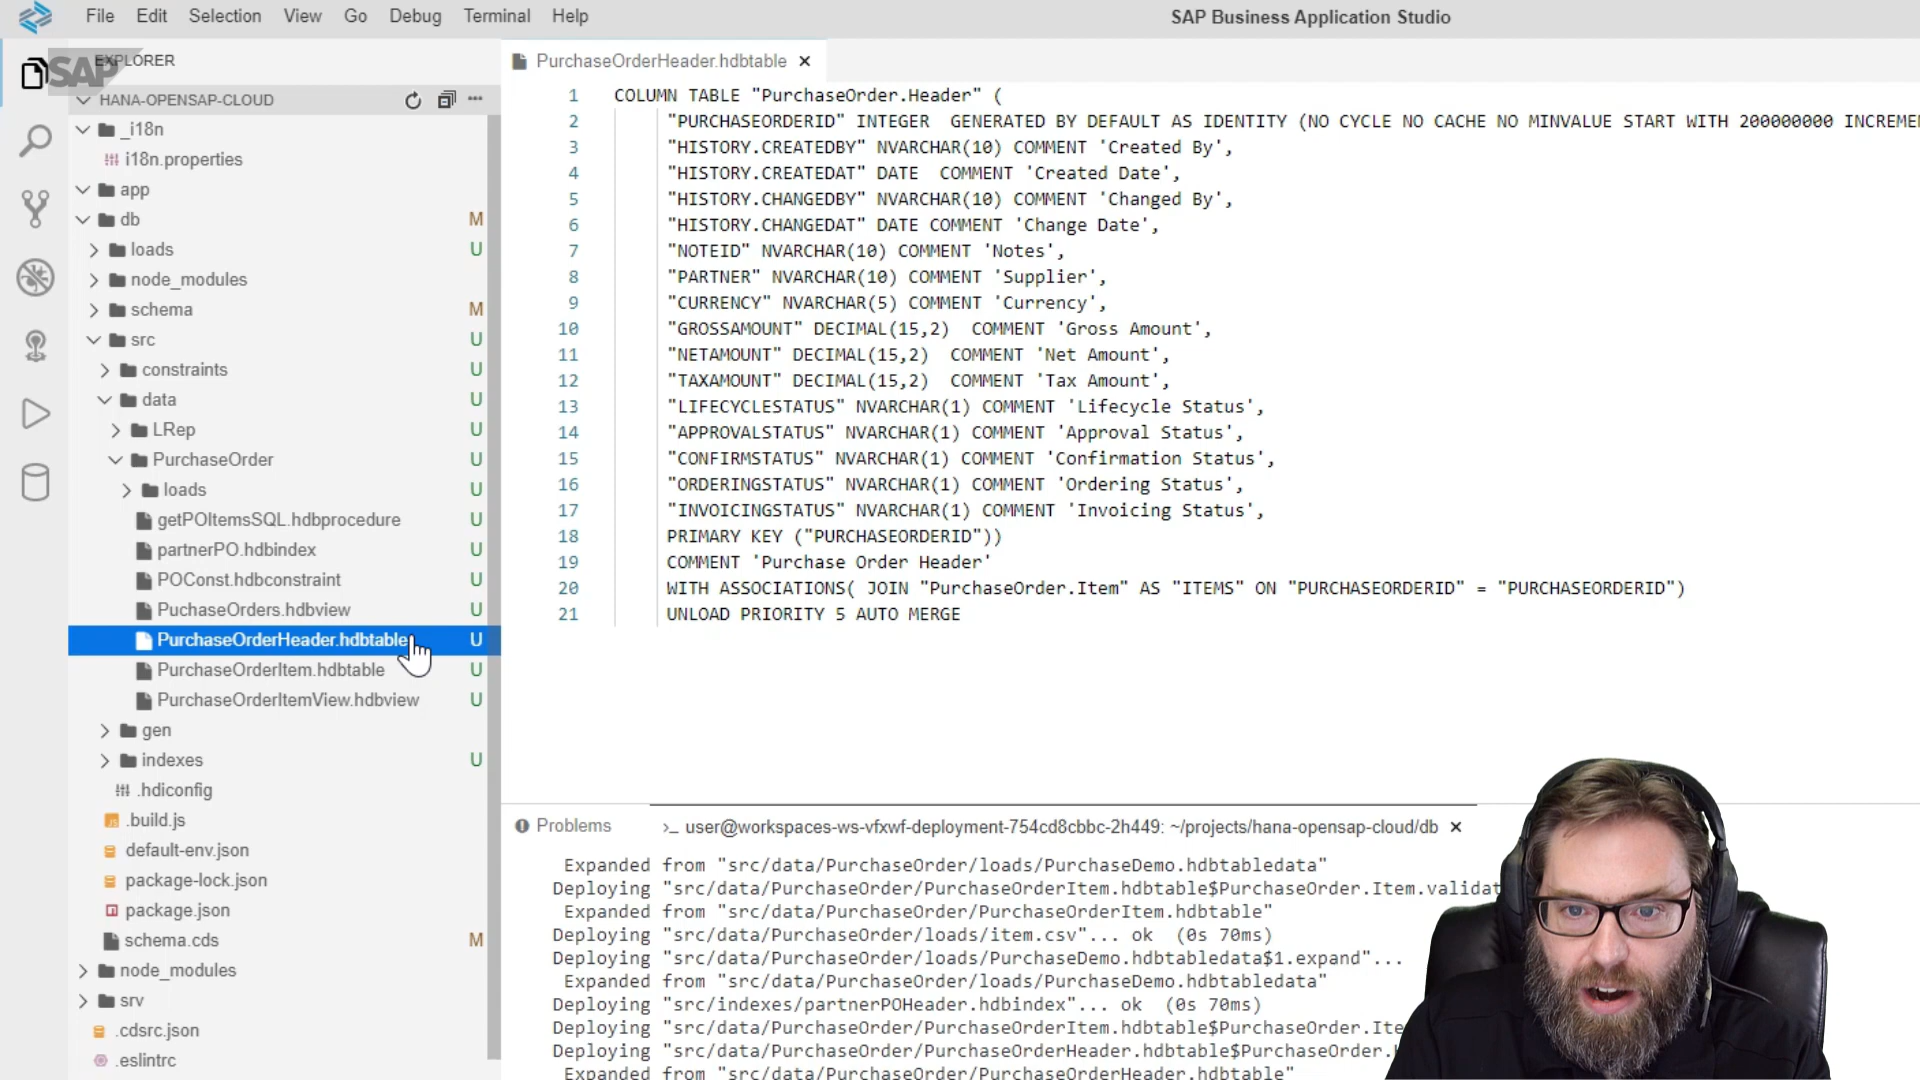 File Edit Selection View Go Debug Terminal Help
SAP Business Application Studio
SAP
EXPLORER
HANA-OPENSAP-CLOUD
_i18n
i18n.properties
app
db M
loads U
node_modules
schema M
src U
constraints U
data U
LRep U
PurchaseOrder U
loads U
getPOItemsSQL.hdbprocedure U
partnerPO.hdbindex U
POConst.hdbconstraint U
PuchaseOrders.hdbview U
PurchaseOrderHeader.hdbtable U
PurchaseOrderItem.hdbtable U
PurchaseOrderItemView.hdbview U
gen
indexes U
.hdiconfig
.build.js
default-env.json
package-lock.json
package.json
schema.cds M
node_modules
srv
.cdsrc.json
.eslintrc
PurchaseOrderHeader.hdbtable
1 COLUMN TABLE "PurchaseOrder.Header" (
2 "PURCHASEORDERID" INTEGER  GENERATED BY DEFAULT AS IDENTITY (NO CYCLE NO CACHE NO MINVALUE START WITH 200000000 INCREME
3 "HISTORY.CREATEDBY" NVARCHAR(10) COMMENT 'Created By',
4 "HISTORY.CREATEDAT" DATE  COMMENT 'Created Date',
5 "HISTORY.CHANGEDBY" NVARCHAR(10) COMMENT 'Changed By',
6 "HISTORY.CHANGEDAT" DATE COMMENT 'Change Date',
7 "NOTEID" NVARCHAR(10) COMMENT 'Notes',
8 "PARTNER" NVARCHAR(10) COMMENT 'Supplier',
9 "CURRENCY" NVARCHAR(5) COMMENT 'Currency',
10 "GROSSAMOUNT" DECIMAL(15,2)  COMMENT 'Gross Amount',
11 "NETAMOUNT" DECIMAL(15,2)  COMMENT 'Net Amount',
12 "TAXAMOUNT" DECIMAL(15,2)  COMMENT 'Tax Amount',
13 "LIFECYCLESTATUS" NVARCHAR(1) COMMENT 'Lifecycle Status',
14 "APPROVALSTATUS" NVARCHAR(1) COMMENT 'Approval Status',
15 "CONFIRMSTATUS" NVARCHAR(1) COMMENT 'Confirmation Status',
16 "ORDERINGSTATUS" NVARCHAR(1) COMMENT 'Ordering Status',
17 "INVOICINGSTATUS" NVARCHAR(1) COMMENT 'Invoicing Status',
18 PRIMARY KEY ("PURCHASEORDERID"))
19 COMMENT 'Purchase Order Header'
20 WITH ASSOCIATIONS( JOIN "PurchaseOrder.Item" AS "ITEMS" ON "PURCHASEORDERID" = "PURCHASEORDERID")
21 UNLOAD PRIORITY 5 AUTO MERGE
Problems >_ user@workspaces-ws-vfxwf-deployment-754cd8cbbc-2h449: ~/projects/hana-opensap-cloud/db
Expanded from "src/data/PurchaseOrder/loads/PurchaseDemo.hdbtabledata"
Deploying "src/data/PurchaseOrder/PurchaseOrderItem.hdbtable$PurchaseOrder.Item.validat
Expanded from "src/data/PurchaseOrder/PurchaseOrderItem.hdbtable"
Deploying "src/data/PurchaseOrder/loads/item.csv"... ok  (0s 70ms)
Deploying "src/data/PurchaseOrder/loads/PurchaseDemo.hdbtabledata$1.expand"...
Expanded from "src/data/PurchaseOrder/loads/PurchaseDemo.hdbtabledata"
Deploying "src/indexes/partnerPOHeader.hdbindex"... ok  (0s 70ms)
Deploying "src/data/PurchaseOrder/PurchaseOrderItem.hdbtable$PurchaseOrder.Ite
Deploying "src/data/PurchaseOrder/PurchaseOrderHeader.hdbtable$PurchaseOrder.
Expanded from "src/data/PurchaseOrder/PurchaseOrderHeader.hdbtable"